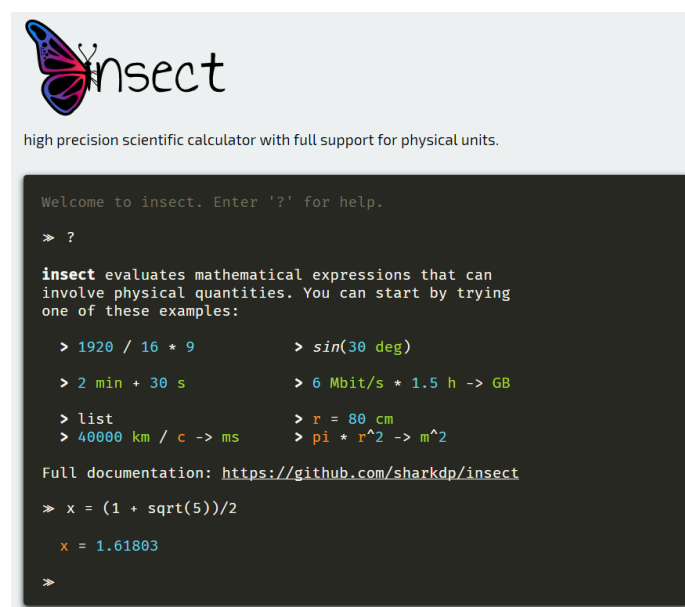 insect
high precision scientific calculator with full support for physical units.
Welcome to insect. Enter '?' for help.
≫ ?
insect evaluates mathematical expressions that can
involve physical quantities. You can start by trying
one of these examples:
> 1920 / 16 * 9 > sin(30 deg)
> 2 min + 30 s > 6 Mbit/s * 1.5 h -> GB
> list > r = 80 cm
> 40000 km / c -> ms > pi * r^2 -> m^2
Full documentation: https://github.com/sharkdp/insect
≫ x = (1 + sqrt(5))/2
x = 1.61803
≫